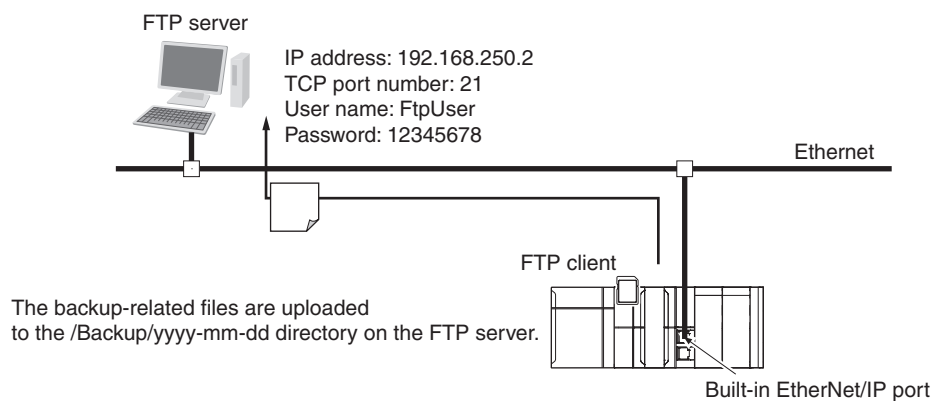 FTP server
IP address: 192.168.250.2
TCP port number: 21
User name: FtpUser
Password: 12345678
Ethernet
FTP client
The backup-related files are uploaded
to the /Backup/yyyy-mm-dd directory on the FTP server.
Built-in EtherNet/IP port